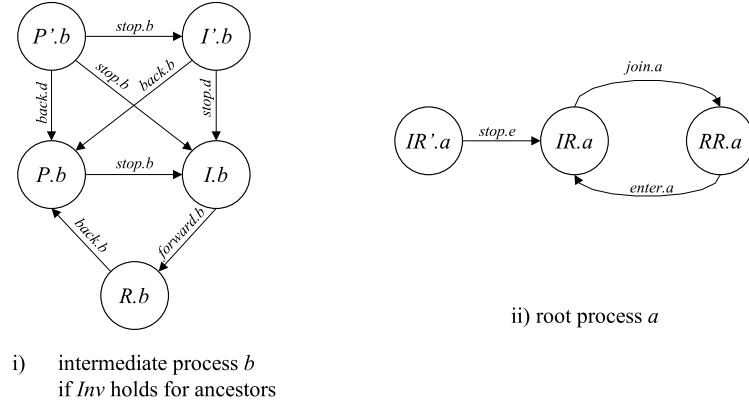 P'.b
stop.b
I'.b
back.d
stop.b
back.b
stop.d
P.b
stop.b
I.b
back.b
forward.b
R.b
i) intermediate process b
if Inv holds for ancestors
join.a
IR'.a
stop.e
IR.a
RR.a
enter.a
ii) root process a